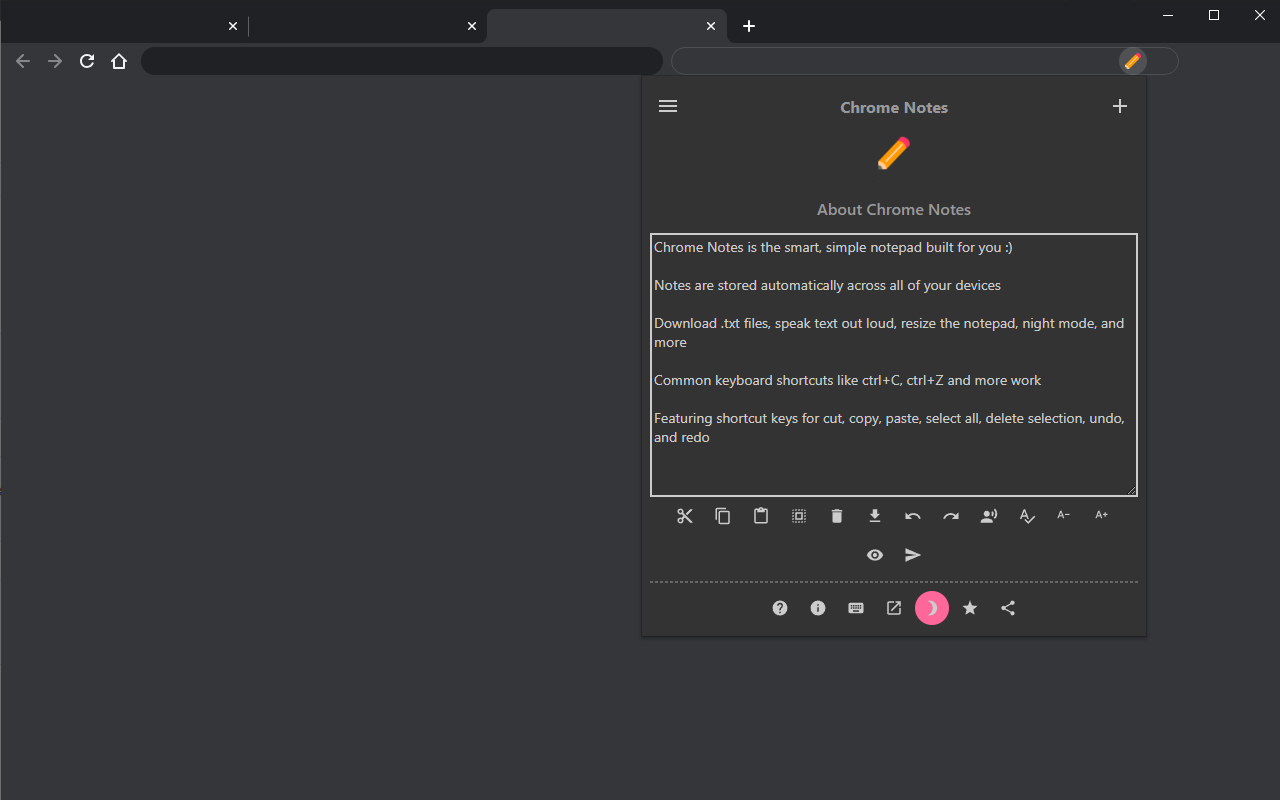 Chrome Notes
About Chrome Notes
Chrome Notes is the smart, simple notepad built for you :)
Notes are stored automatically across all of your devices
Download .txt files, speak text out loud, resize the notepad, night mode, and
more
Common keyboard shortcuts like ctrl+C, ctrl+Z and more work
Featuring shortcut keys for cut, copy, paste, select all, delete selection, undo,
and redo
A- A+